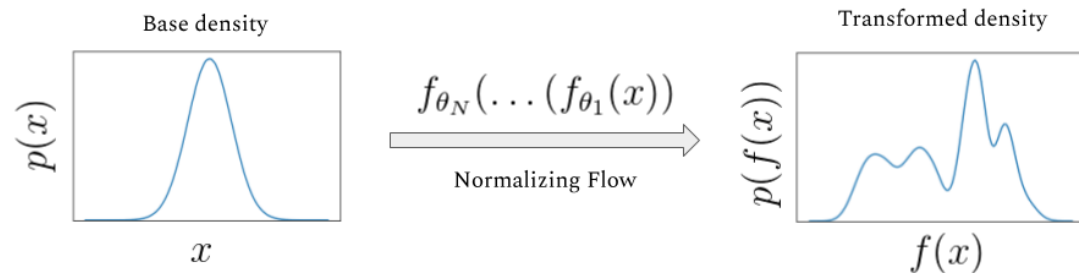 Base density
p(x)
x
f_{θ_N}(...(f_{θ_1}(x))
Normalizing Flow
Transformed density
p(f(x))
f(x)